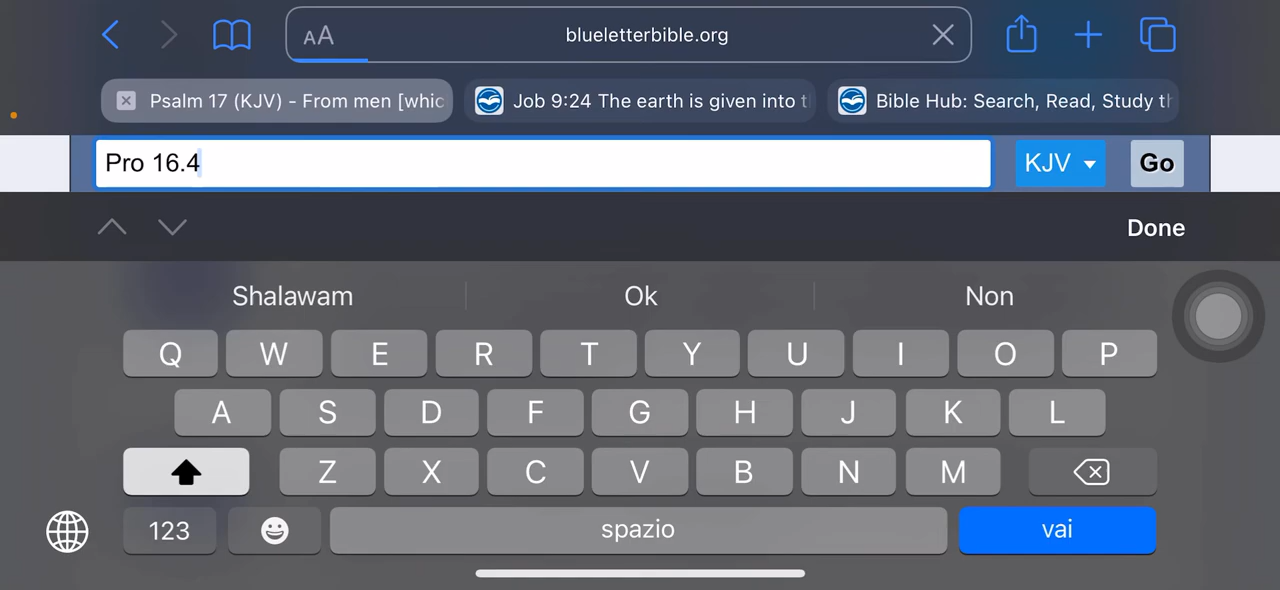 AA blueletterbible.org
Psalm 17 (KJV) - From men [whic
Job 9:24 The earth is given into t
Bible Hub: Search, Read, Study th
Pro 16.4 KJV Go
Done
Shalawam Ok Non
Q W E R T Y U I O P
A S D F G H J K L
Z X C V B N M
123 spazio vai